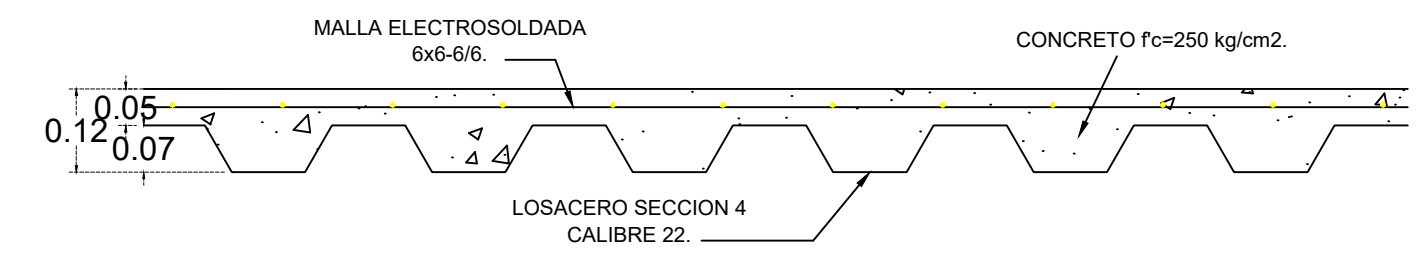 MALLA ELECTROSOLDADA
6x6-6/6.
CONCRETO f'c=250 kg/cm2.
0.05
0.12
0.07
LOSACERO SECCION 4
CALIBRE 22.